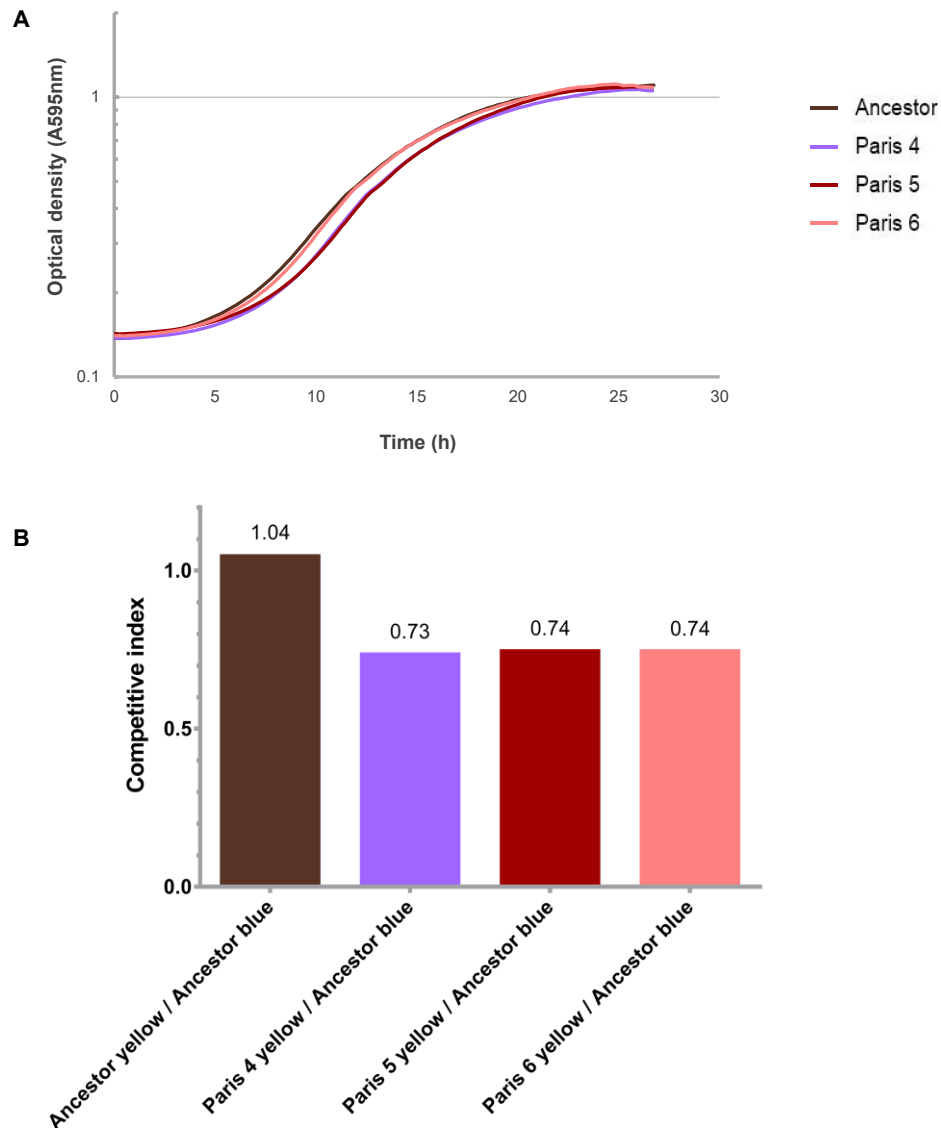 A
Optical density (A595nm)
1
0.1
0
5
10
15
20
25
30
Time (h)
Ancestor
Paris 4
Paris 5
Paris 6
B
Competitive index
1.0
0.5
0.0
1.04
0.73
0.74
0.74
Ancestor yellow / Ancestor blue
Paris 4 yellow / Ancestor blue
Paris 5 yellow / Ancestor blue
Paris 6 yellow / Ancestor blue